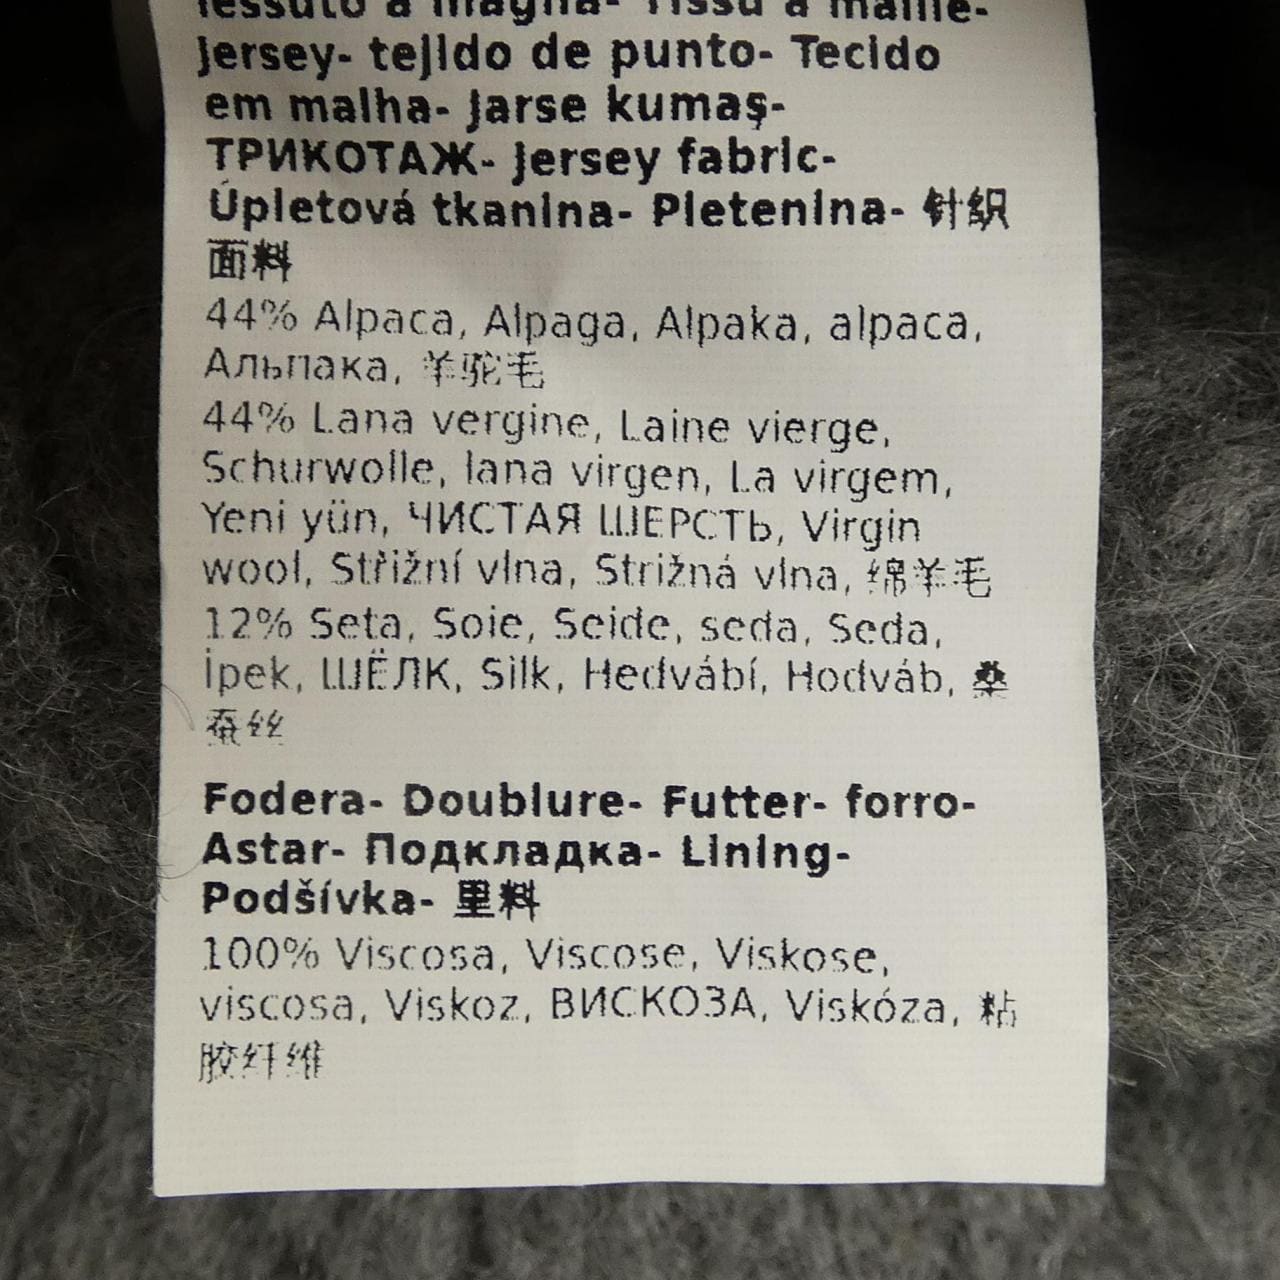 Tessuto a maglia- Tissu à maille-
Jersey- tejido de punto- Tecido
em malha- Jarse kumaş-
ТРИКОТАЖ- Jersey fabric-
Úpletová tkanina- Pletenina- 针织
面料
44% Alpaca, Alpaga, Alpaka, alpaca,
Альпака, 羊驼毛
44% Lana vergine, Laine vierge,
Schurwolle, lana virgen, La virgem,
Yeni yün, ЧИСТАЯ ШЕРСТЬ, Virgin
wool, Střižní vlna, Strižná vlna, 绵羊毛
12% Seta, Soie, Seide, seda, Seda,
İpek, ШЁЛК, Silk, Hedvábí, Hodváb, 桑
蚕丝
Fodera- Doublure- Futter- forro-
Astar- Подкладка- Lining-
Podšívka- 里料
100% Viscosa, Viscose, Viskose,
viscosa, Viskoz, ВИСКОЗА, Viskóza, 粘
胶纤维